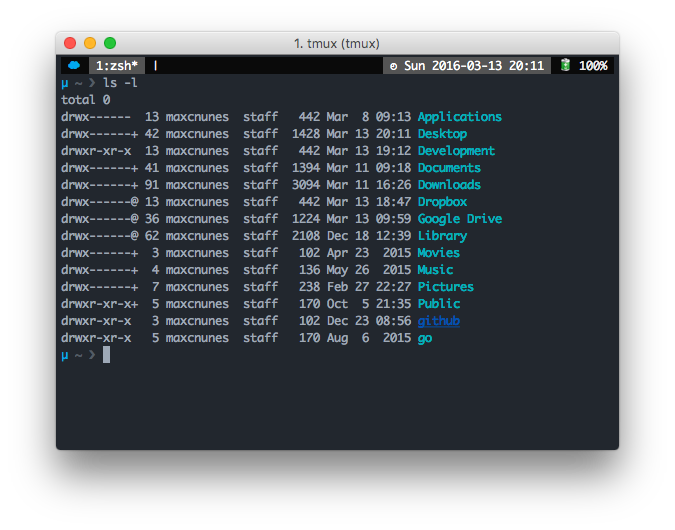 1. tmux (tmux)
1:zsh* | Sun 2016-03-13 20:11 100%
μ ~ ❯ ls -l
total 0
drwx------  13 maxcnunes  staff   442 Mar  8 09:13 Applications
drwx------+ 42 maxcnunes  staff  1428 Mar 13 20:11 Desktop
drwxr-xr-x  13 maxcnunes  staff   442 Mar 13 19:12 Development
drwx------+ 41 maxcnunes  staff  1394 Mar 11 09:18 Documents
drwx------+ 91 maxcnunes  staff  3094 Mar 11 16:26 Downloads
drwx------@ 13 maxcnunes  staff   442 Mar 13 18:47 Dropbox
drwx------@ 36 maxcnunes  staff  1224 Mar 13 09:59 Google Drive
drwx------@ 62 maxcnunes  staff  2108 Dec 18 12:39 Library
drwx------+  3 maxcnunes  staff   102 Apr 23  2015 Movies
drwx------+  4 maxcnunes  staff   136 May 26  2015 Music
drwx------+  7 maxcnunes  staff   238 Feb 27 22:27 Pictures
drwxr-xr-x+  5 maxcnunes  staff   170 Oct  5 21:35 Public
drwxr-xr-x   3 maxcnunes  staff   102 Dec 23 08:56 github
drwxr-xr-x   5 maxcnunes  staff   170 Aug  6  2015 go
μ ~ ❯